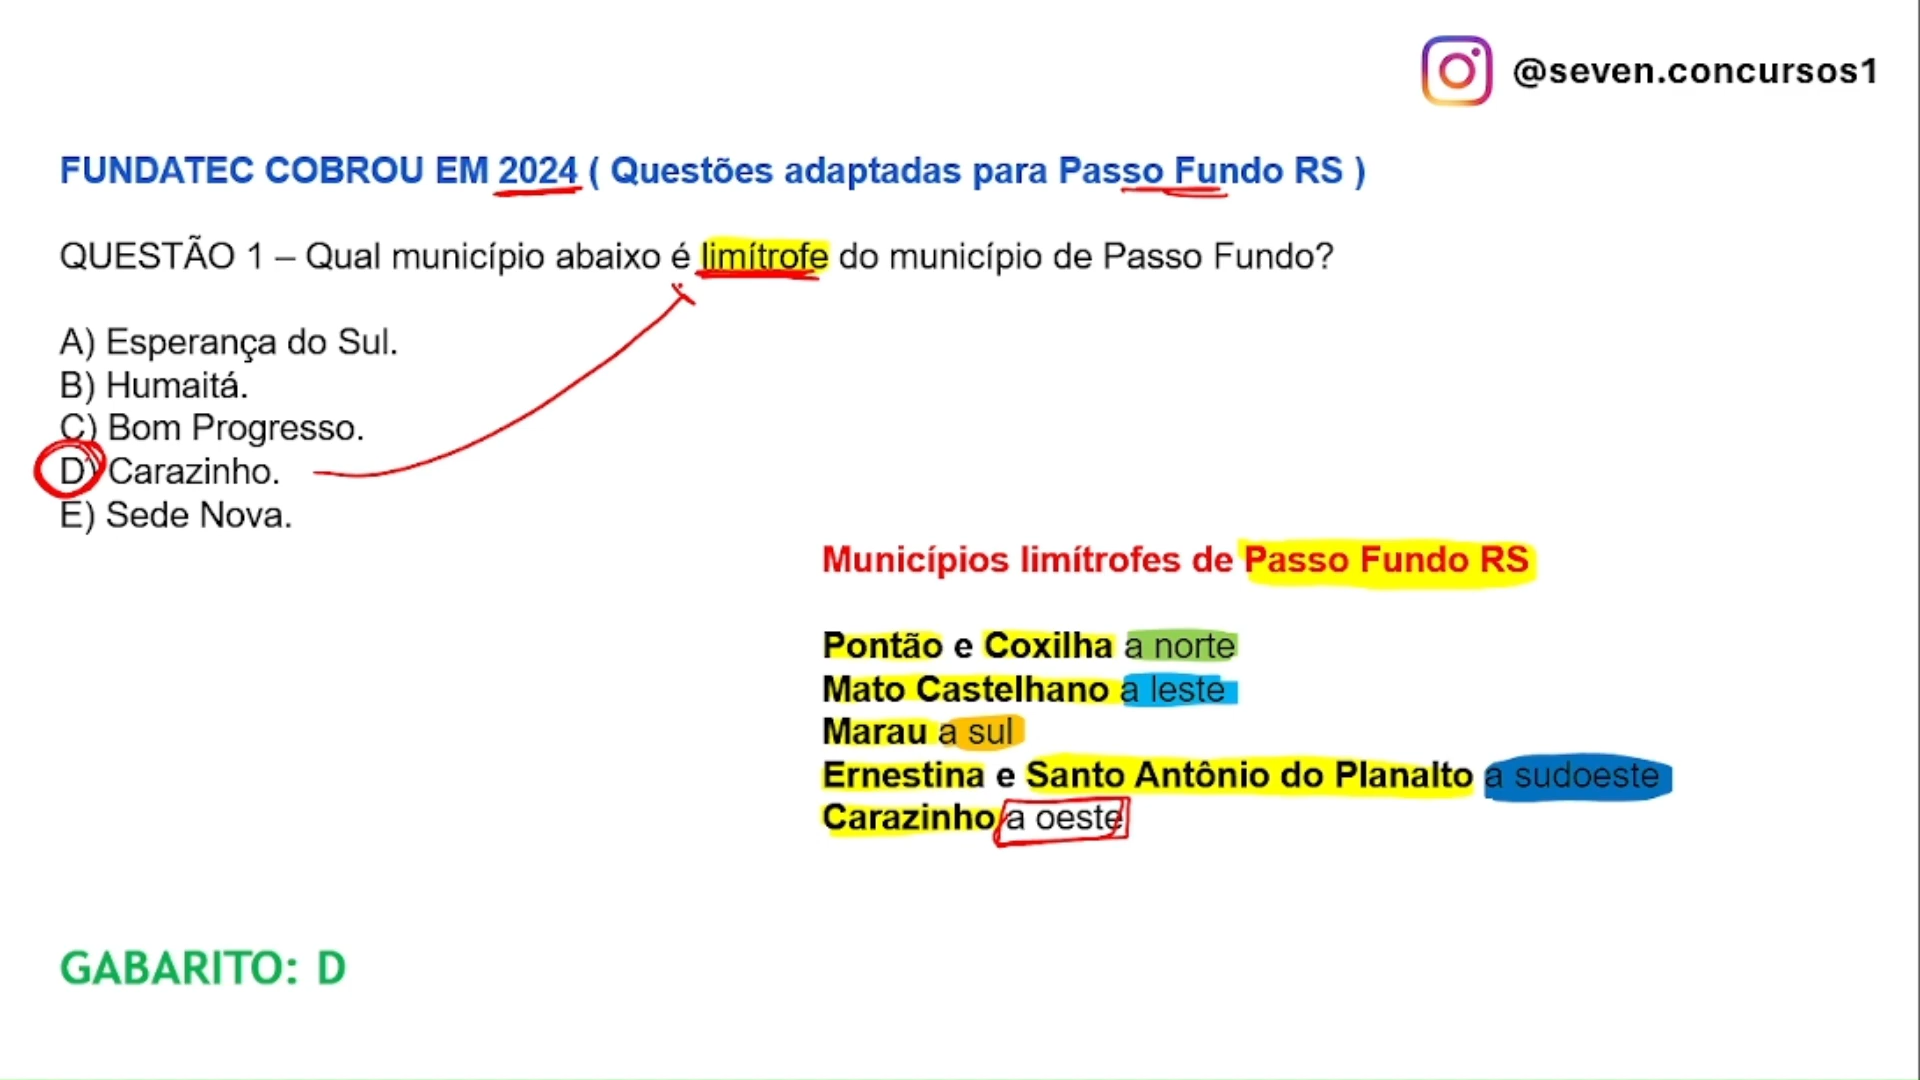 @seven.concursos1
FUNDATEC COBROU EM 2024 ( Questões adaptadas para Passo Fundo RS )
QUESTÃO 1 – Qual município abaixo é limítrofe do município de Passo Fundo?
A) Esperança do Sul.
B) Humaitá.
C) Bom Progresso.
D) Carazinho.
E) Sede Nova.
Municípios limítrofes de Passo Fundo RS
Pontão e Coxilha a norte
Mato Castelhano a leste
Marau a sul
Ernestina e Santo Antônio do Planalto a sudoeste
Carazinho a oeste
GABARITO: D